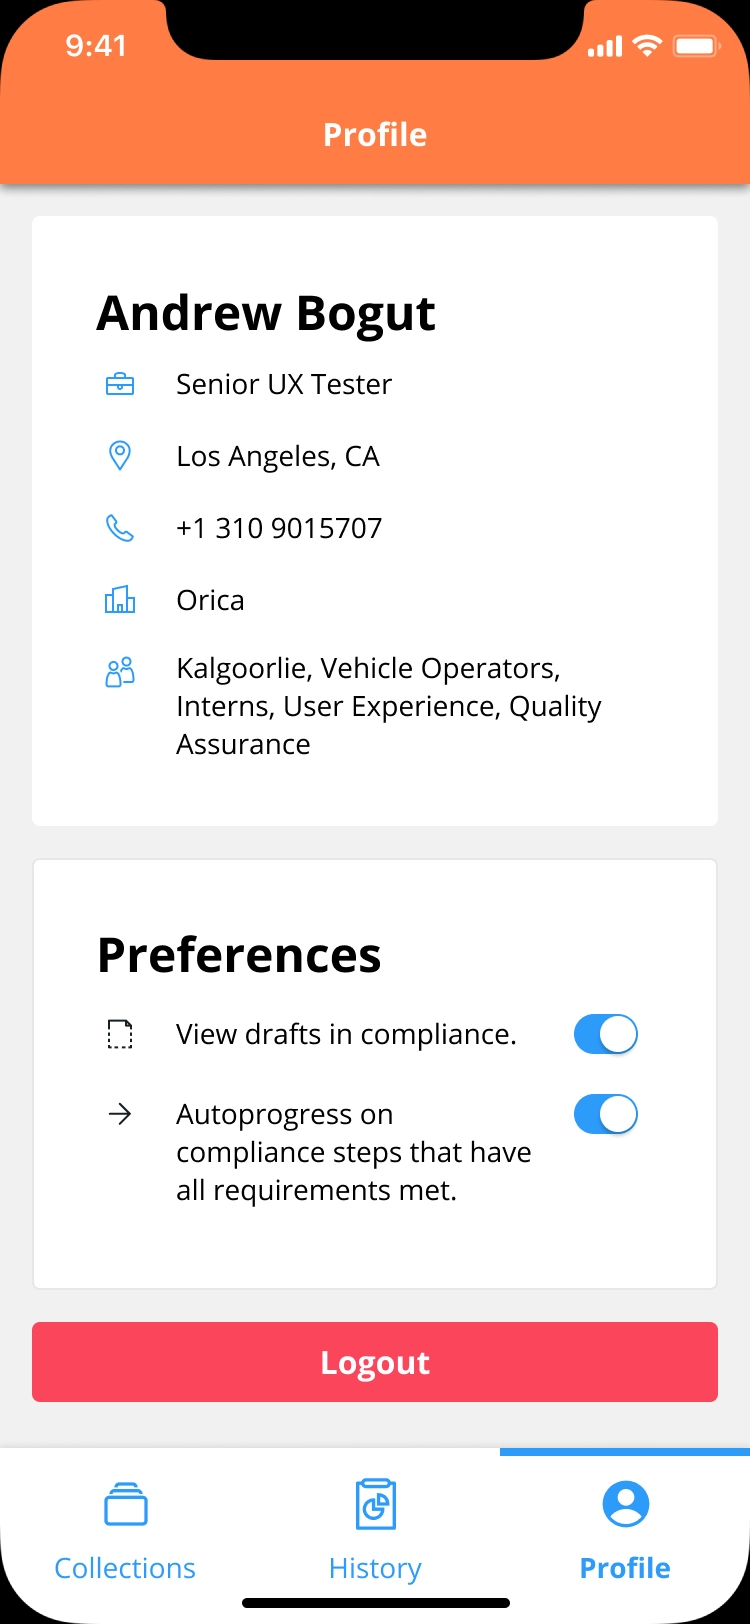 9:41
Profile
Andrew Bogut
Senior UX Tester
Los Angeles, CA
+1 310 9015707
Orica
Kalgoorlie, Vehicle Operators,
Interns, User Experience, Quality
Assurance
Preferences
View drafts in compliance.
Autoprogress on
compliance steps that have
all requirements met.
Logout
Collections
History
Profile